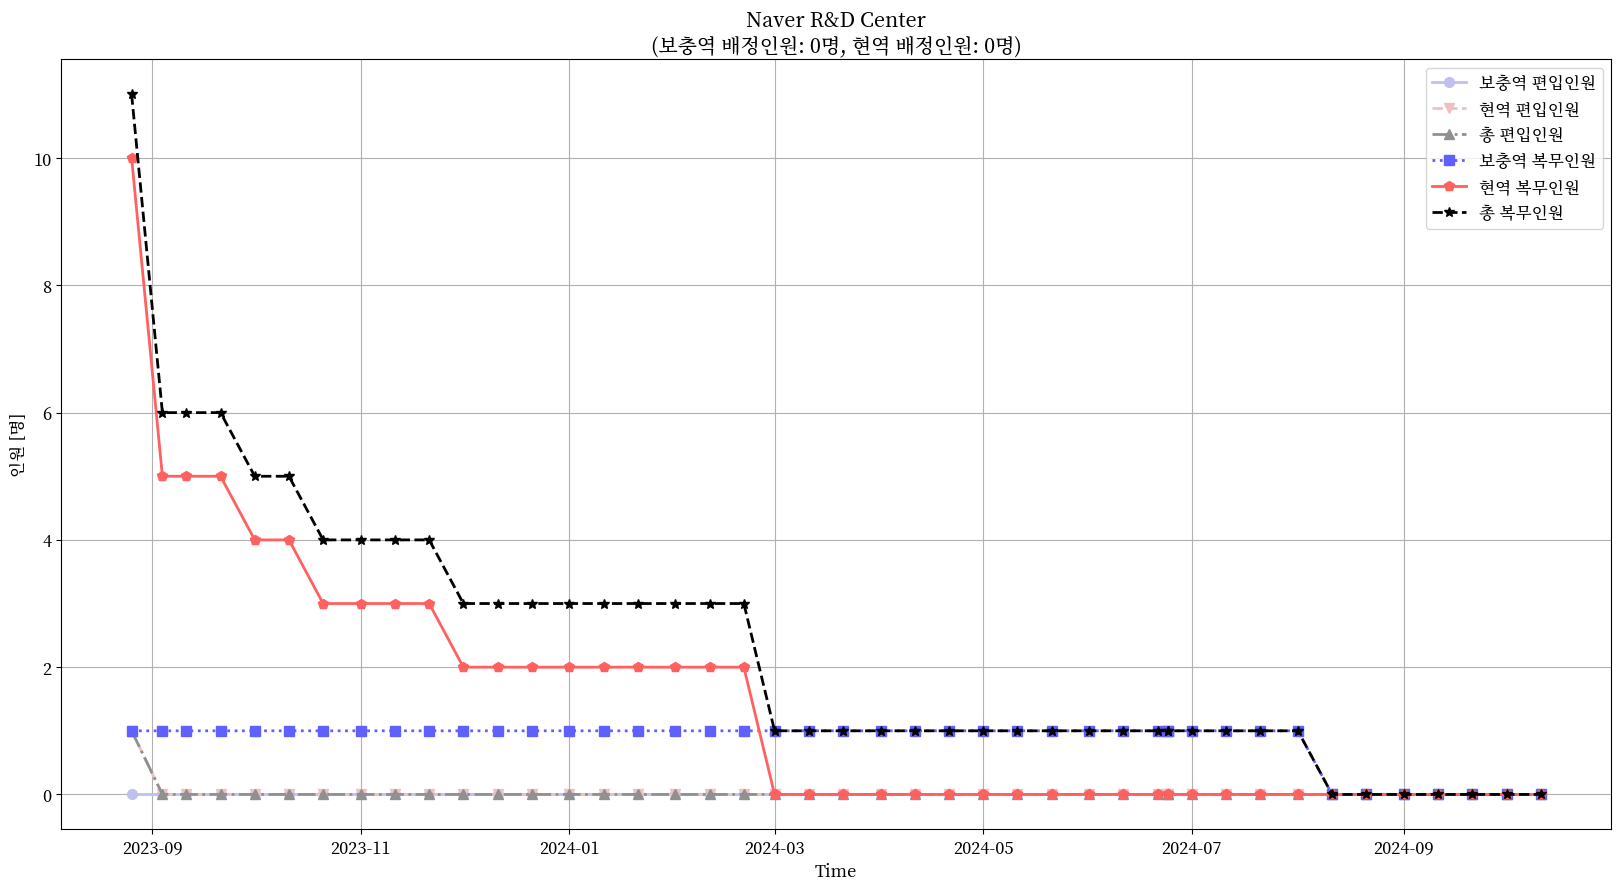 Naver R&D Center
(보충역 배정인원: 0명, 현역 배정인원: 0명)
보충역 편입인원
현역 편입인원
총 편입인원
보충역 복무인원
현역 복무인원
총 복무인원
인원 [명]
10
8
6
4
2
0
2023-09
2023-11
2024-01
2024-03
2024-05
2024-07
2024-09
Time